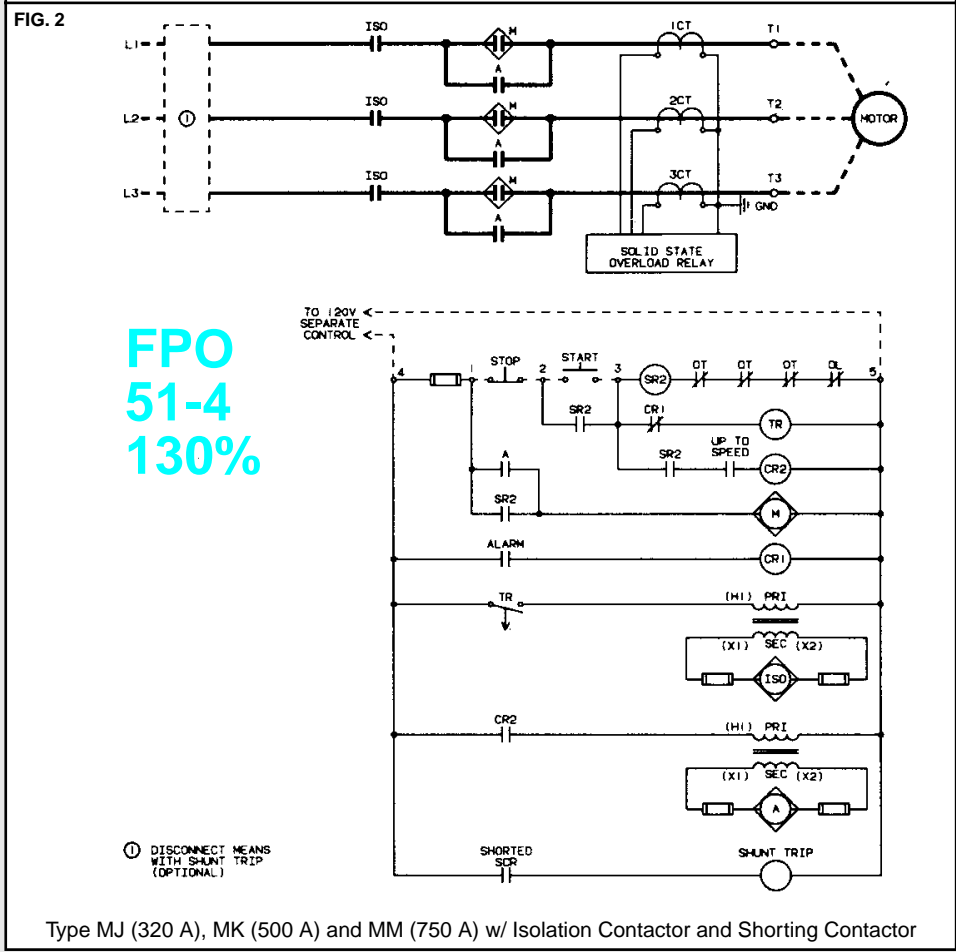 FIG. 2
ISO M 1CT T1
L1
A
ISO M 2CT T2
L2 1 MOTOR
A
ISO M 3CT T3
L3
A GND
SOLID STATE
OVERLOAD RELAY
TO 120V
SEPARATE
CONTROL
FPO
51-4
130%
4 1 STOP 2 START 3 SR2 OT OT OT OL 5
SR2 CR1 TR
A SR2 UP TO
SPEED CR2
SR2 M
ALARM CR1
TR (H1) PRI
(X1) SEC (X2)
ISO
CR2 (H1) PRI
(X1) SEC (X2)
A
1 DISCONNECT MEANS
WITH SHUNT TRIP
(OPTIONAL)
SHORTED
SCR
SHUNT TRIP
Type MJ (320 A), MK (500 A) and MM (750 A) w/ Isolation Contactor and Shorting Contactor